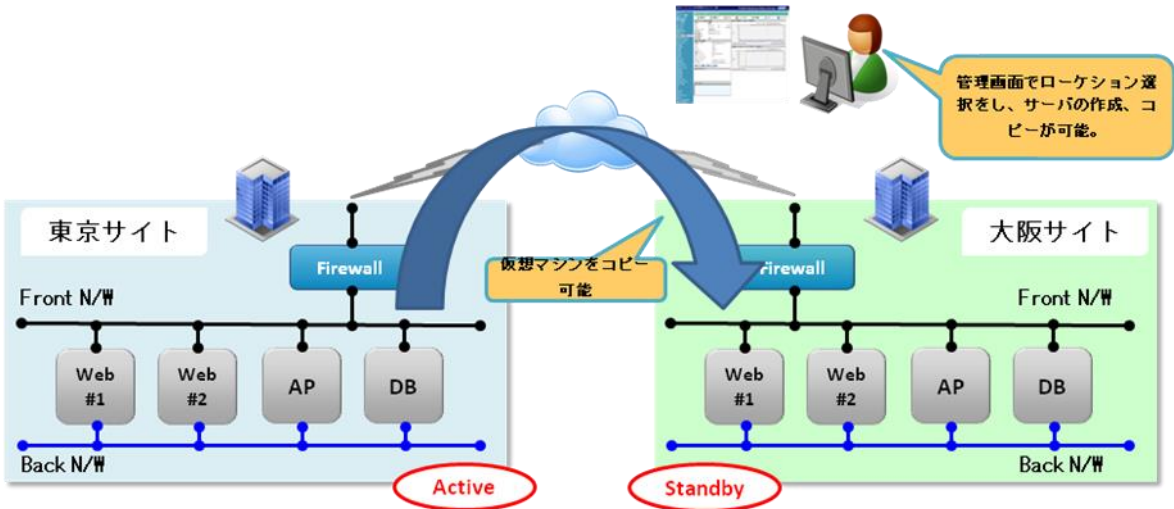 管理画面でローケション選
択をし、サーバの作成、コ
ピーが可能。
東京サイト
Firewall
Front N/W
Web
#1
Web
#2
AP
DB
Back N/W
Active
仮想マシンをコピー
可能
大阪サイト
Firewall
Front N/W
Web
#1
Web
#2
AP
DB
Back N/W
Standby